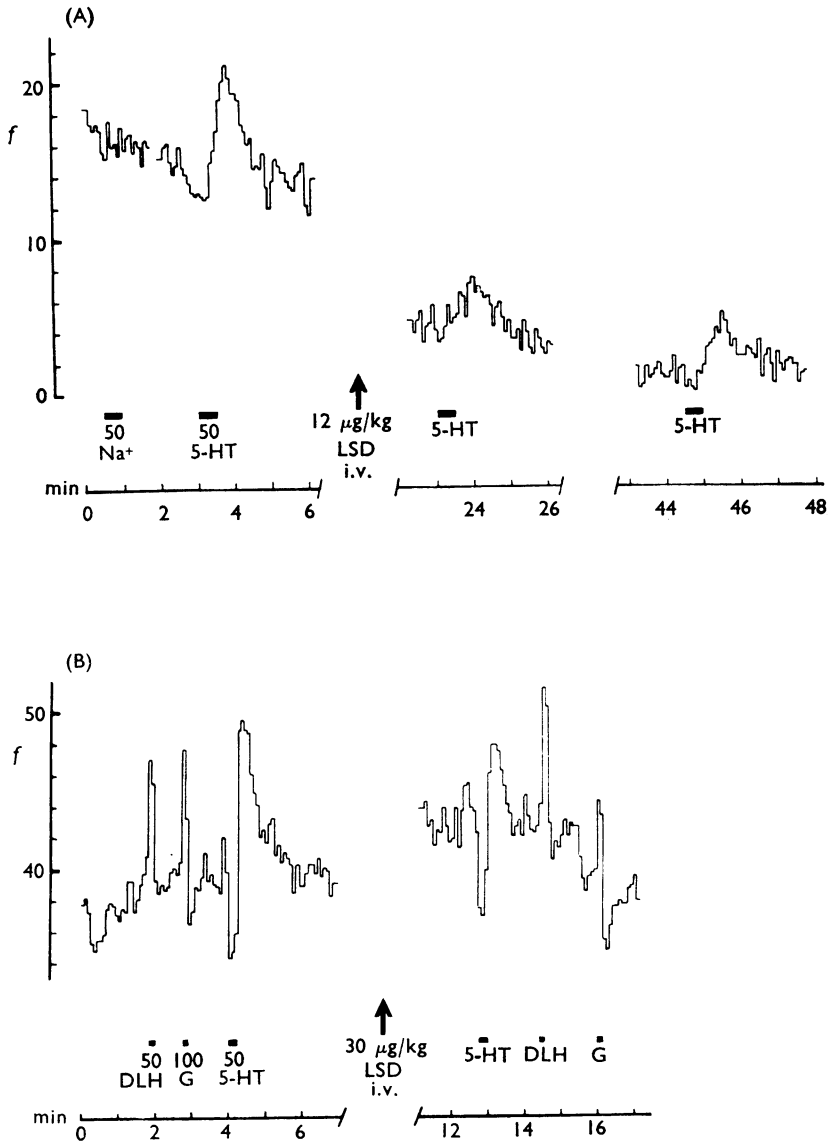 (A)
20
f
10
0
50
Na⁺
50
5-HT
12 μg/kg
LSD
i.v.
5-HT
5-HT
min
0 2 4 6 24 26 44 46 48
(B)
50
f
40
50 100 50
DLH G 5-HT
30 μg/kg
LSD
i.v.
5-HT DLH G
min
0 2 4 6 12 14 16